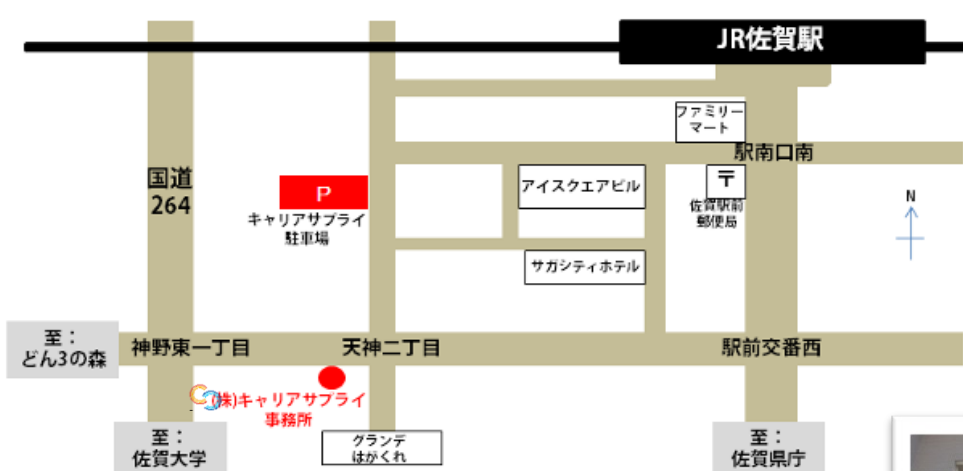 JR佐賀駅
ファミリー
マート
駅南口南
国道
264
P
キャリアサプライ
駐車場
アイスクエアビル
〒
佐賀駅前
郵便局
N
サガシティホテル
至：
どん3の森
神野東一丁目
天神二丁目
駅前交番西
(株)キャリアサプライ
事務所
至：
佐賀大学
グランデ
はがくれ
至：
佐賀県庁